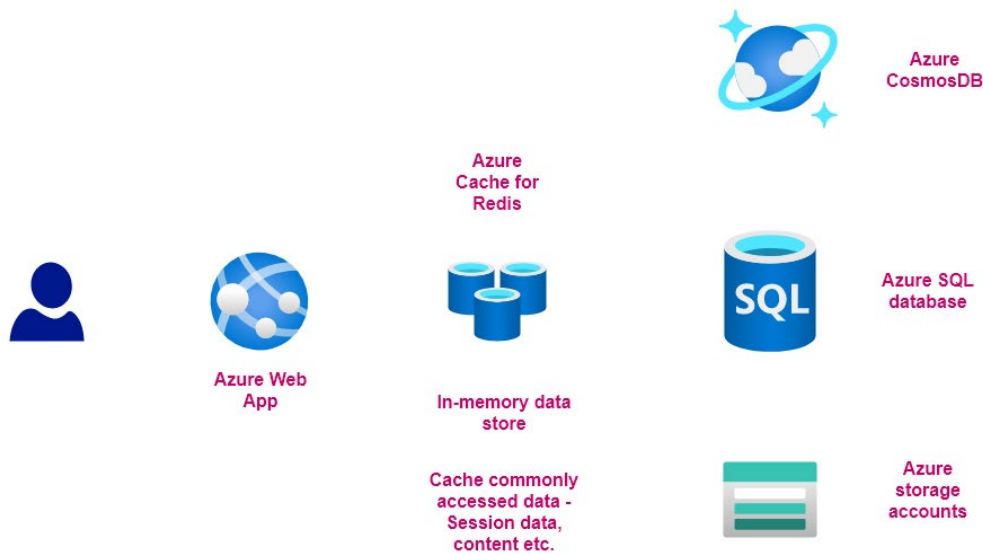 Azure
CosmosDB
Azure
Cache for
Redis
SQL
Azure SQL
database
Azure Web
App
In-memory data
store
Cache commonly
accessed data -
Session data,
content etc.
Azure
storage
accounts